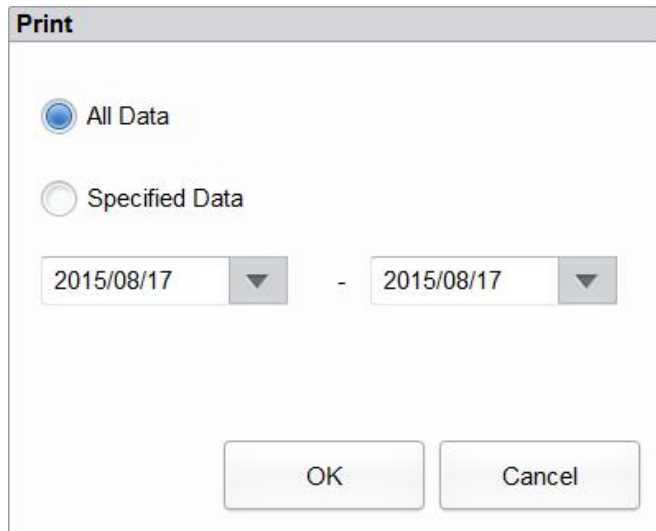 Print
All Data
Specified Data
2015/08/17 - 2015/08/17
OK Cancel